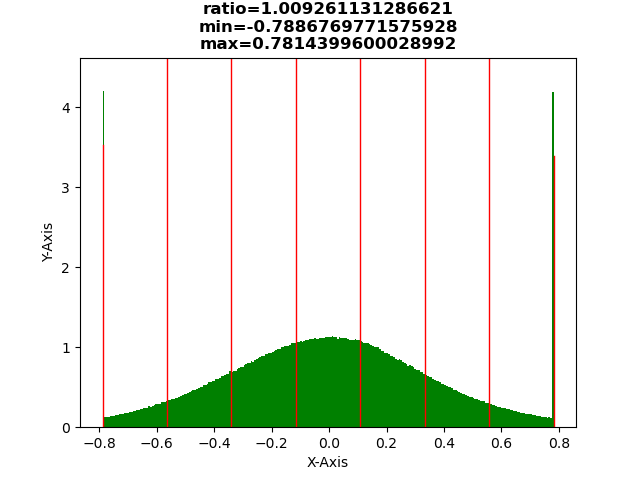 ratio=1.009261131286621
min=-0.7886769771575928
max=0.7814399600028992
4
3
2
1
0
Y-Axis
−0.8 −0.6 −0.4 −0.2 0.0 0.2 0.4 0.6 0.8
X-Axis